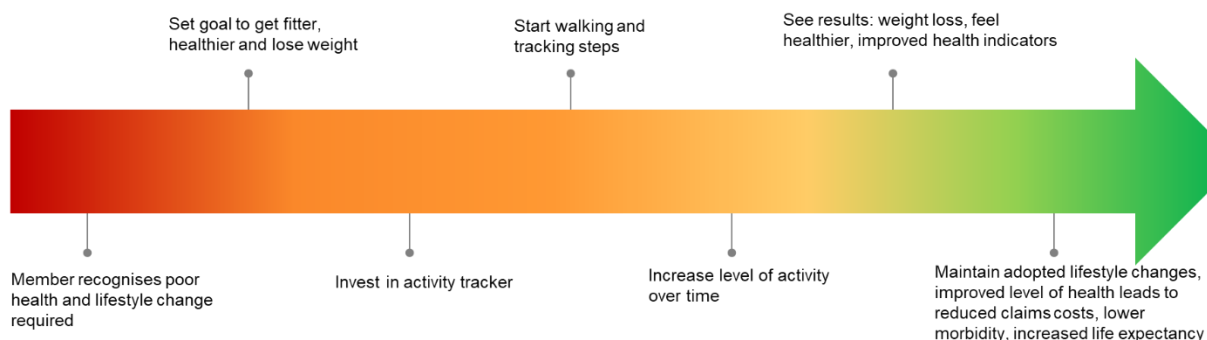 Set goal to get fitter,
healthier and lose weight
Start walking and
tracking steps
See results: weight loss, feel
healthier, improved health indicators
Member recognises poor
health and lifestyle change
required
Invest in activity tracker
Increase level of activity
over time
Maintain adopted lifestyle changes,
improved level of health leads to
reduced claims costs, lower
morbidity, increased life expectancy